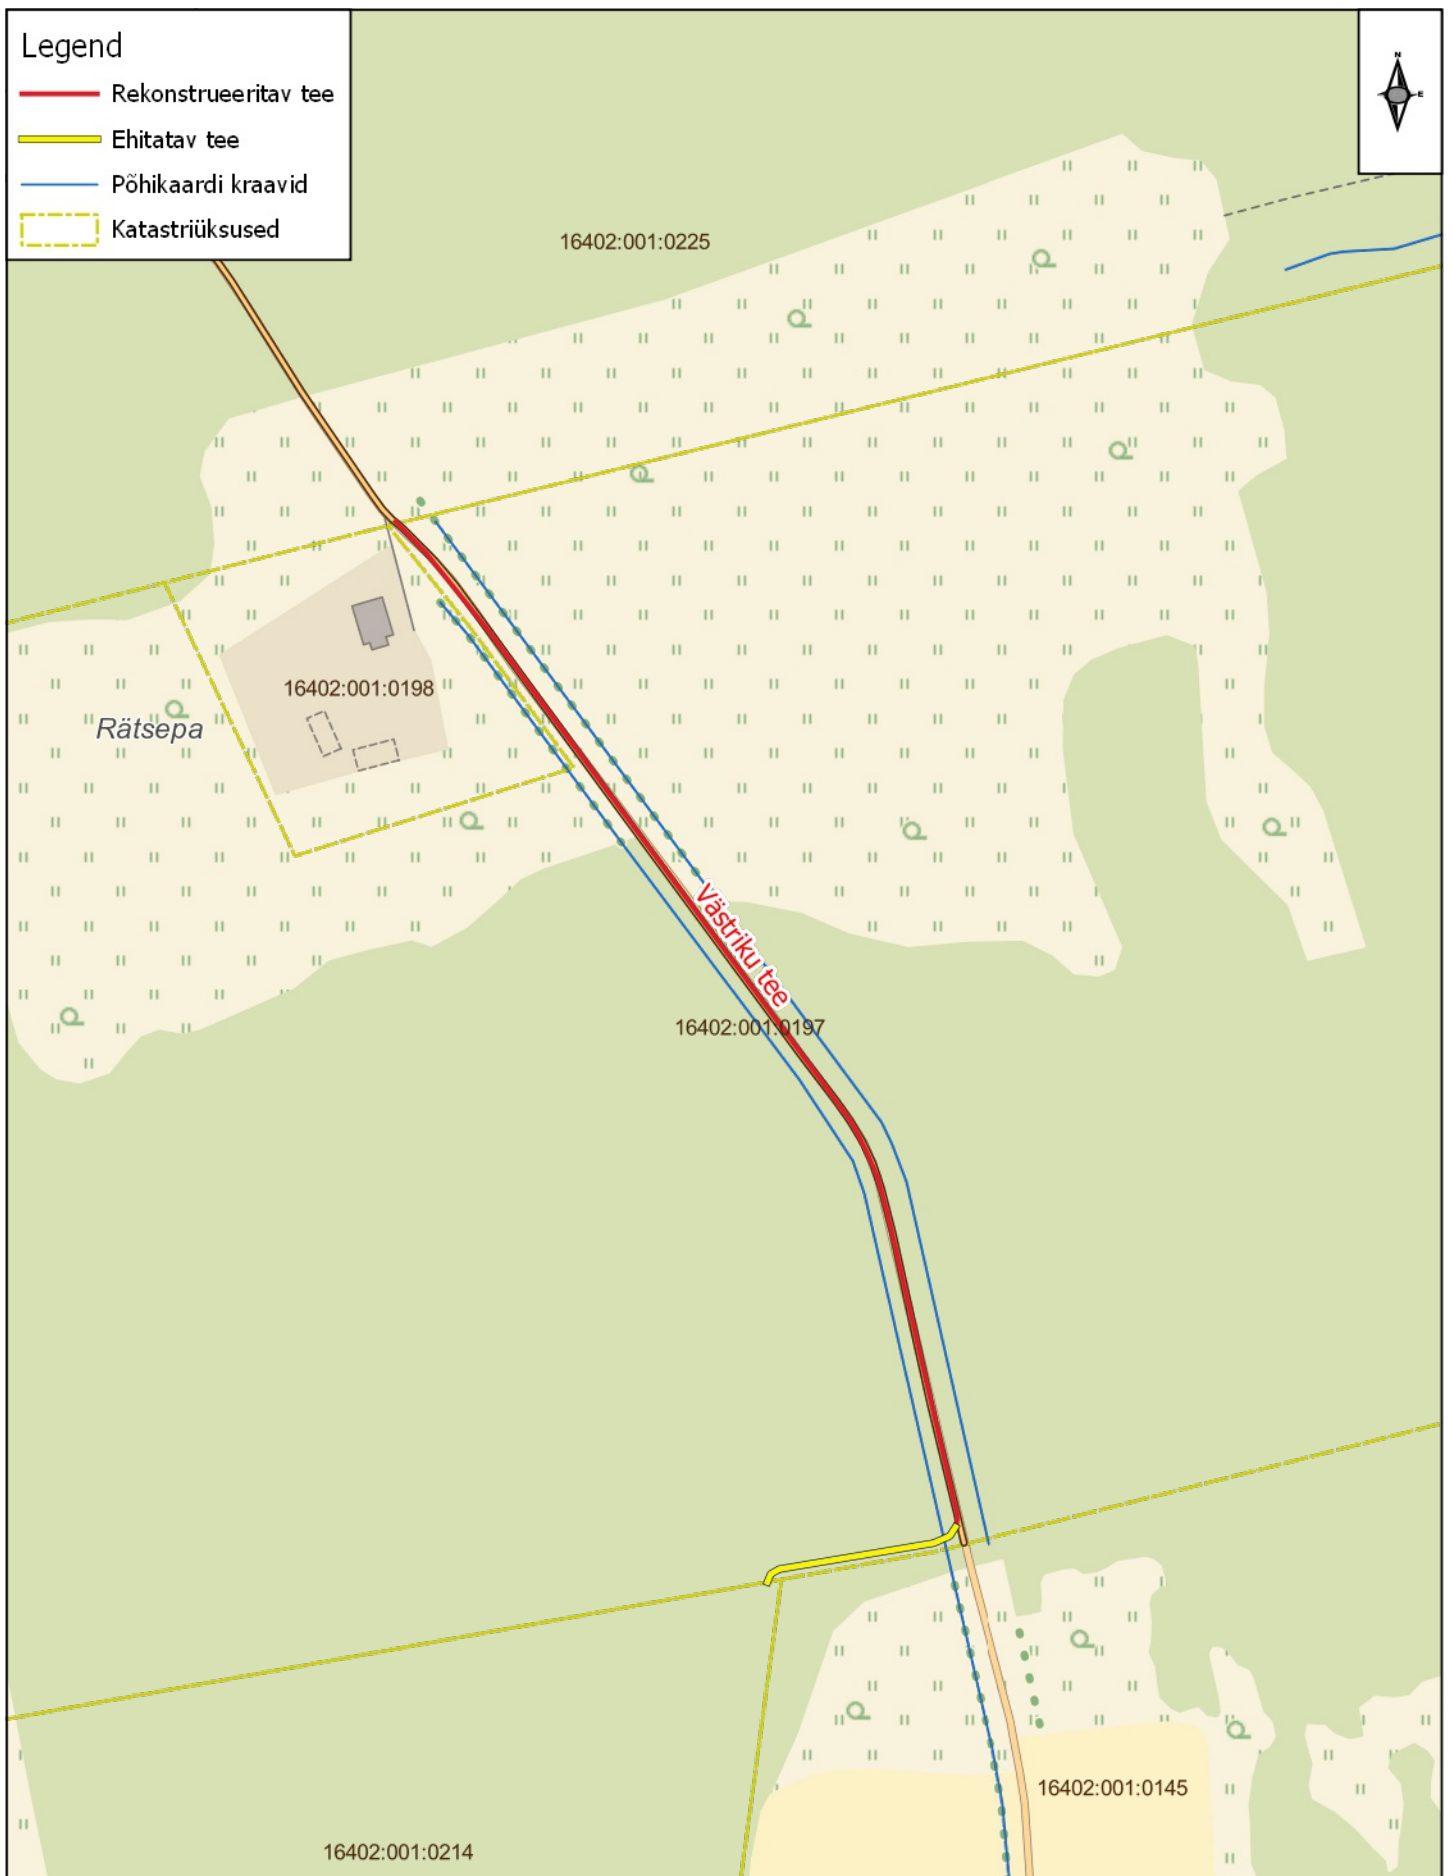 Legend
Rekonstrueeritav tee
Ehitatav tee
Põhikaardi kraavid
Katastriüksused
N
E
16402:001:0225
16402:001:0198
Rätsepa
Västriku tee
16402:001:0197
16402:001:0145
16402:001:0214